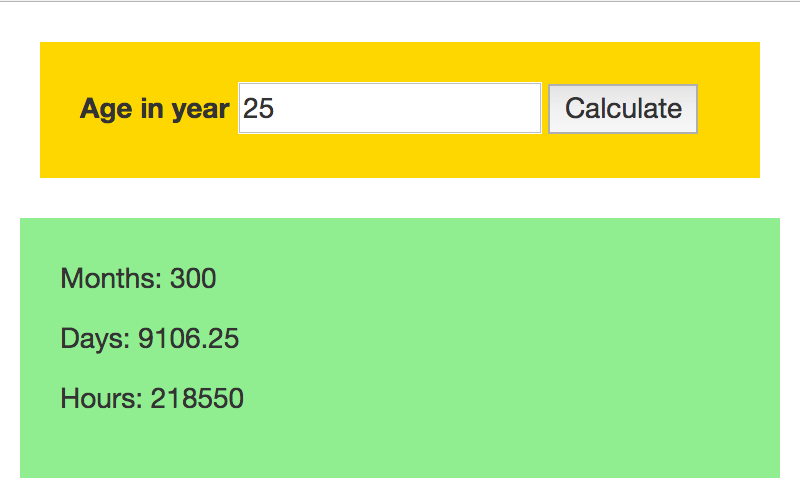 Age in year 25 Calculate
Months: 300
Days: 9106.25
Hours: 218550